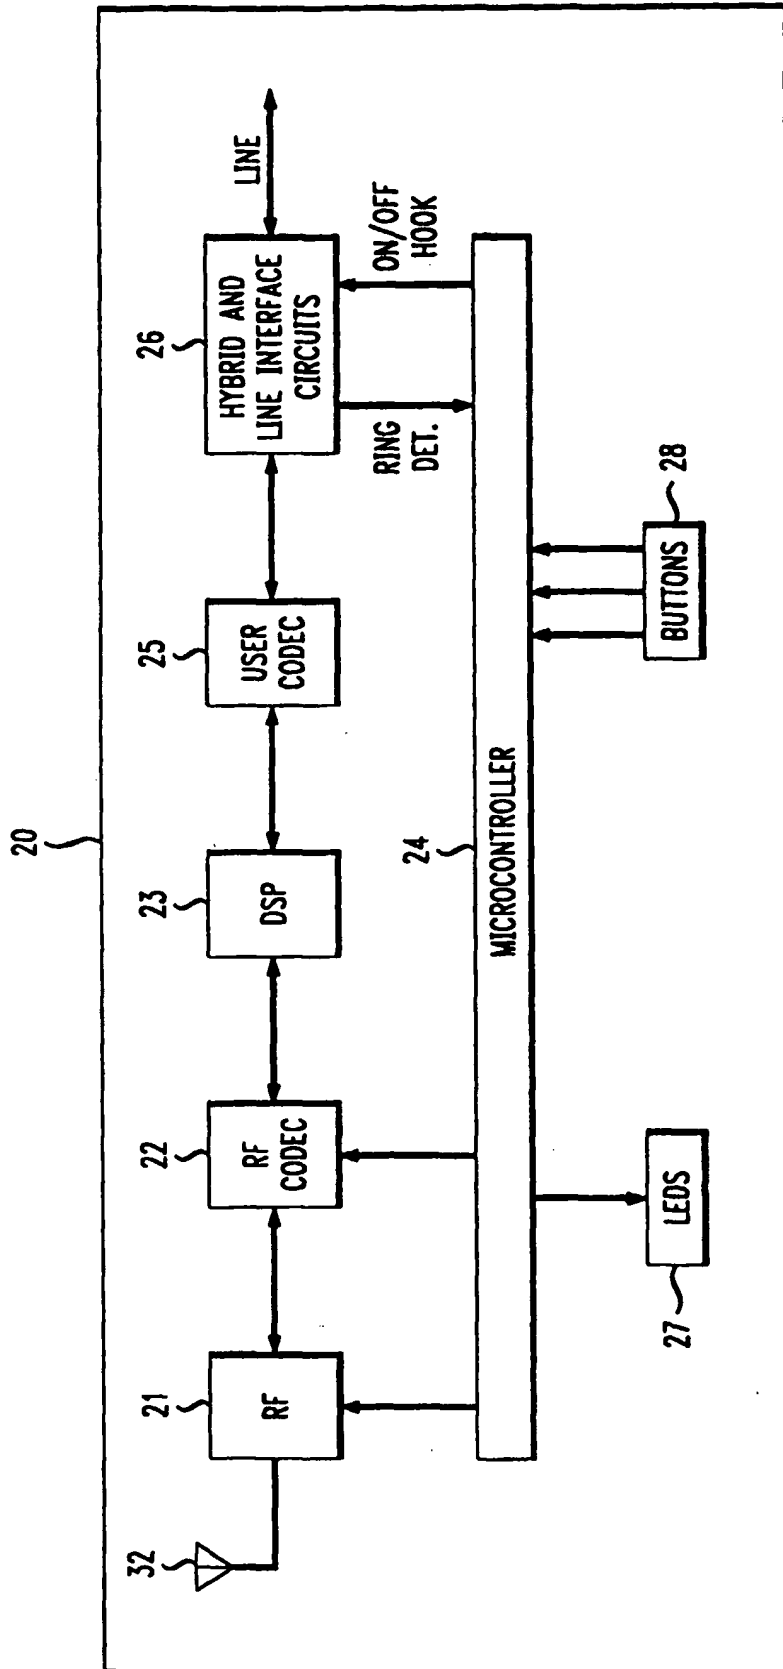 20
32
21
RF
22
RF
CODEC
23
DSP
25
USER
CODEC
26
HYBRID AND
LINE INTERFACE
CIRCUITS
LINE
RING
DET.
ON/OFF
HOOK
24
MICROCONTROLLER
27
LEDS
28
BUTTONS